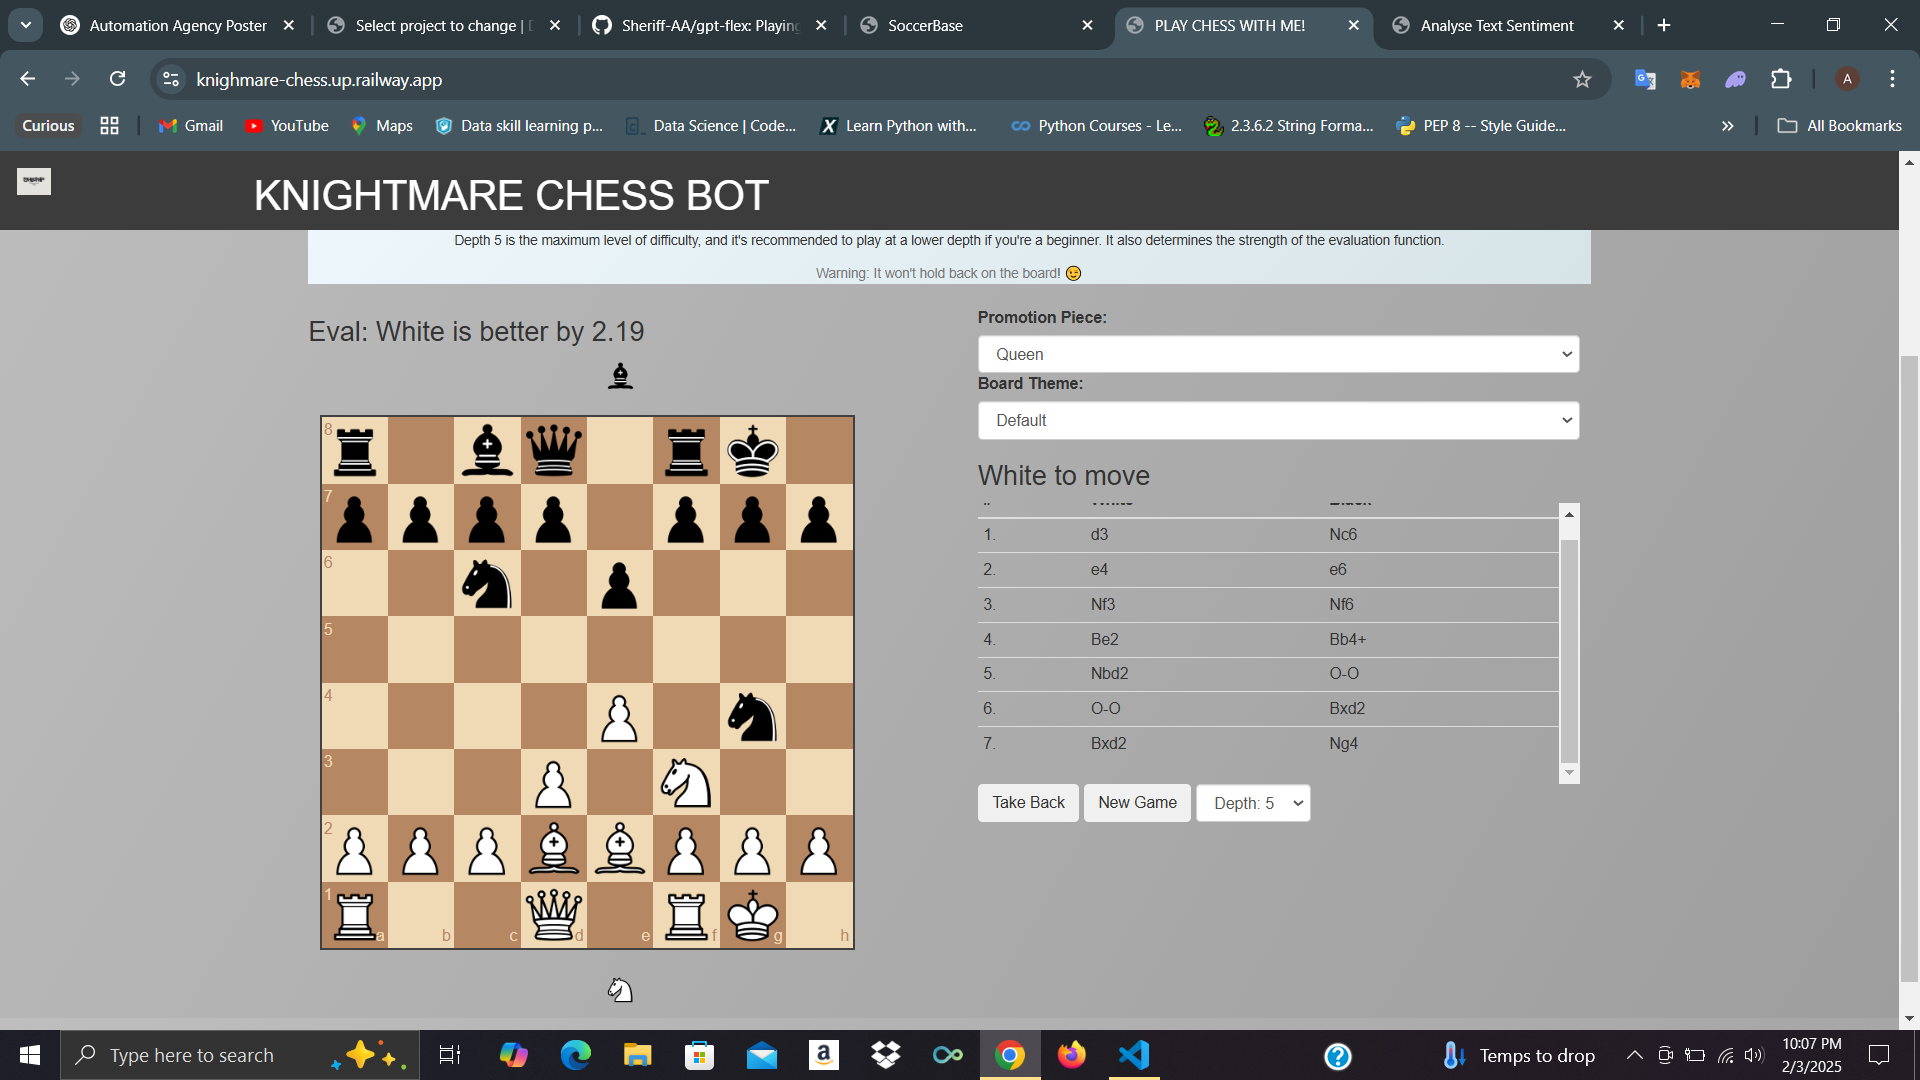 Automation Agency Poster
Select project to change |
Sheriff-AA/gpt-flex: Playing
SoccerBase
PLAY CHESS WITH ME!
Analyse Text Sentiment
knighmare-chess.up.railway.app
A
Curious
Gmail
YouTube
Maps
Data skill learning p...
Data Science | Code...
Learn Python with...
Python Courses - Le...
2.3.6.2 String Forma...
PEP 8 -- Style Guide...
All Bookmarks
KNIGHTMARE CHESS BOT
Depth 5 is the maximum level of difficulty, and it's recommended to play at a lower depth if you're a beginner. It also determines the strength of the evaluation function.
Warning: It won't hold back on the board! 😉
Eval: White is better by 2.19
8
7
6
5
4
3
2
1
a b c d e f g h
Promotion Piece:
Queen
Board Theme:
Default
White to move
# White Black
1. d3 Nc6
2. e4 e6
3. Nf3 Nf6
4. Be2 Bb4+
5. Nbd2 O-O
6. O-O Bxd2
7. Bxd2 Ng4
Take Back New Game Depth: 5
Type here to search
Temps to drop
10:07 PM
2/3/2025